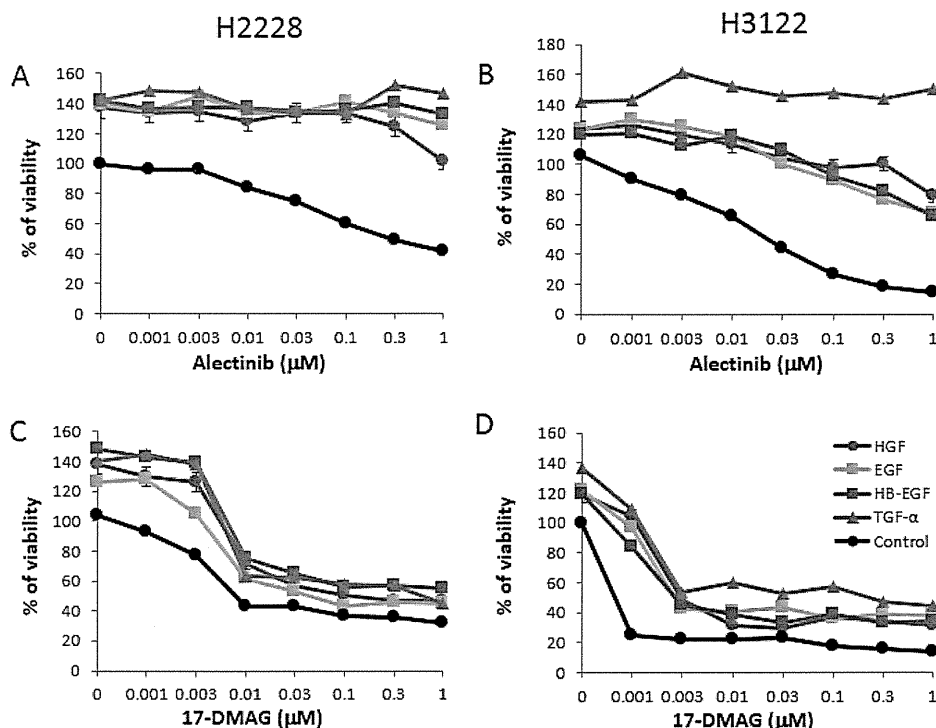 H2228
H3122
A
160
140
120
100
80
60
40
20
0
% of viability
0 0.001 0.003 0.01 0.03 0.1 0.3 1
Alectinib (µM)
B
180
160
140
120
100
80
60
40
20
0
% of viability
0 0.001 0.003 0.01 0.03 0.1 0.3 1
Alectinib (µM)
C
160
140
120
100
80
60
40
20
0
% of viability
0 0.001 0.003 0.01 0.03 0.1 0.3 1
17-DMAG (µM)
D
160
140
120
100
80
60
40
20
0
% of viability
0 0.001 0.003 0.01 0.03 0.1 0.3 1
17-DMAG (µM)
HGF
EGF
HB-EGF
TGF-α
Control